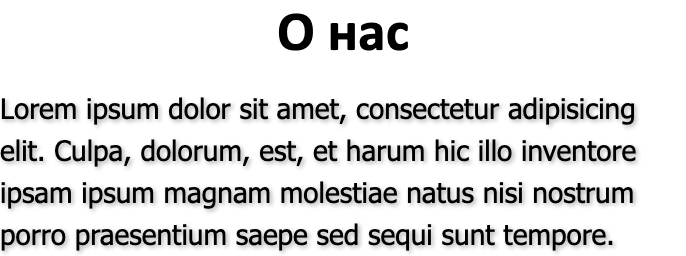 О нас
Lorem ipsum dolor sit amet, consectetur adipisicing
elit. Culpa, dolorum, est, et harum hic illo inventore
ipsam ipsum magnam molestiae natus nisi nostrum
porro praesentium saepe sed sequi sunt tempore.